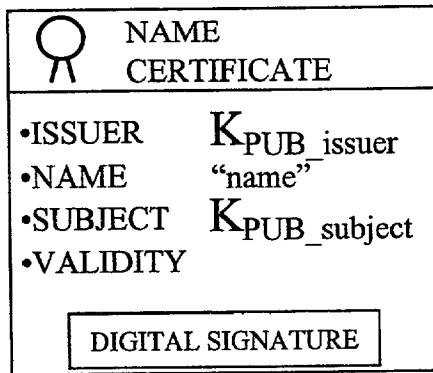 NAME
CERTIFICATE
•ISSUER K_PUB_issuer
•NAME “name”
•SUBJECT K_PUB_subject
•VALIDITY
DIGITAL SIGNATURE